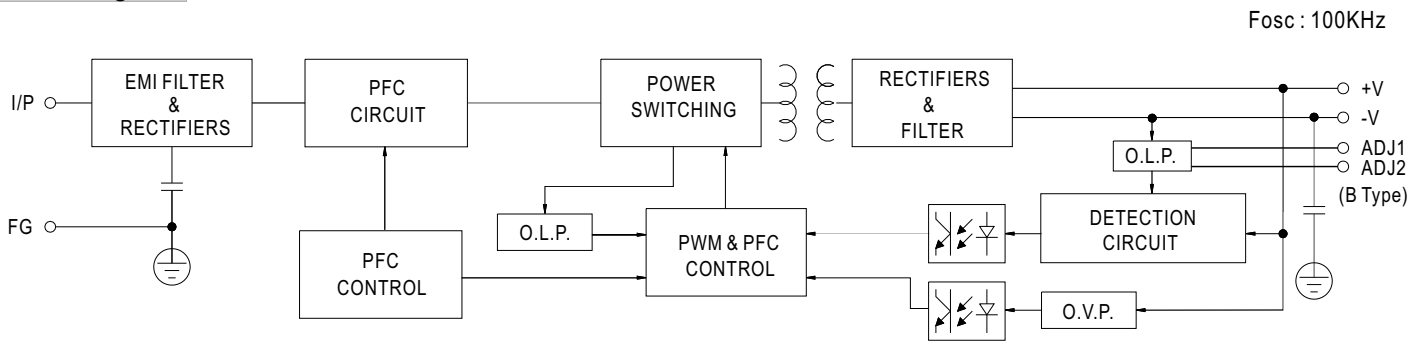 Fosc : 100KHz
I/P
EMI FILTER
&
RECTIFIERS
PFC
CIRCUIT
POWER
SWITCHING
RECTIFIERS
&
FILTER
+V
-V
O.L.P.
ADJ1
ADJ2
(B Type)
FG
PFC
CONTROL
O.L.P.
PWM & PFC
CONTROL
DETECTION
CIRCUIT
O.V.P.